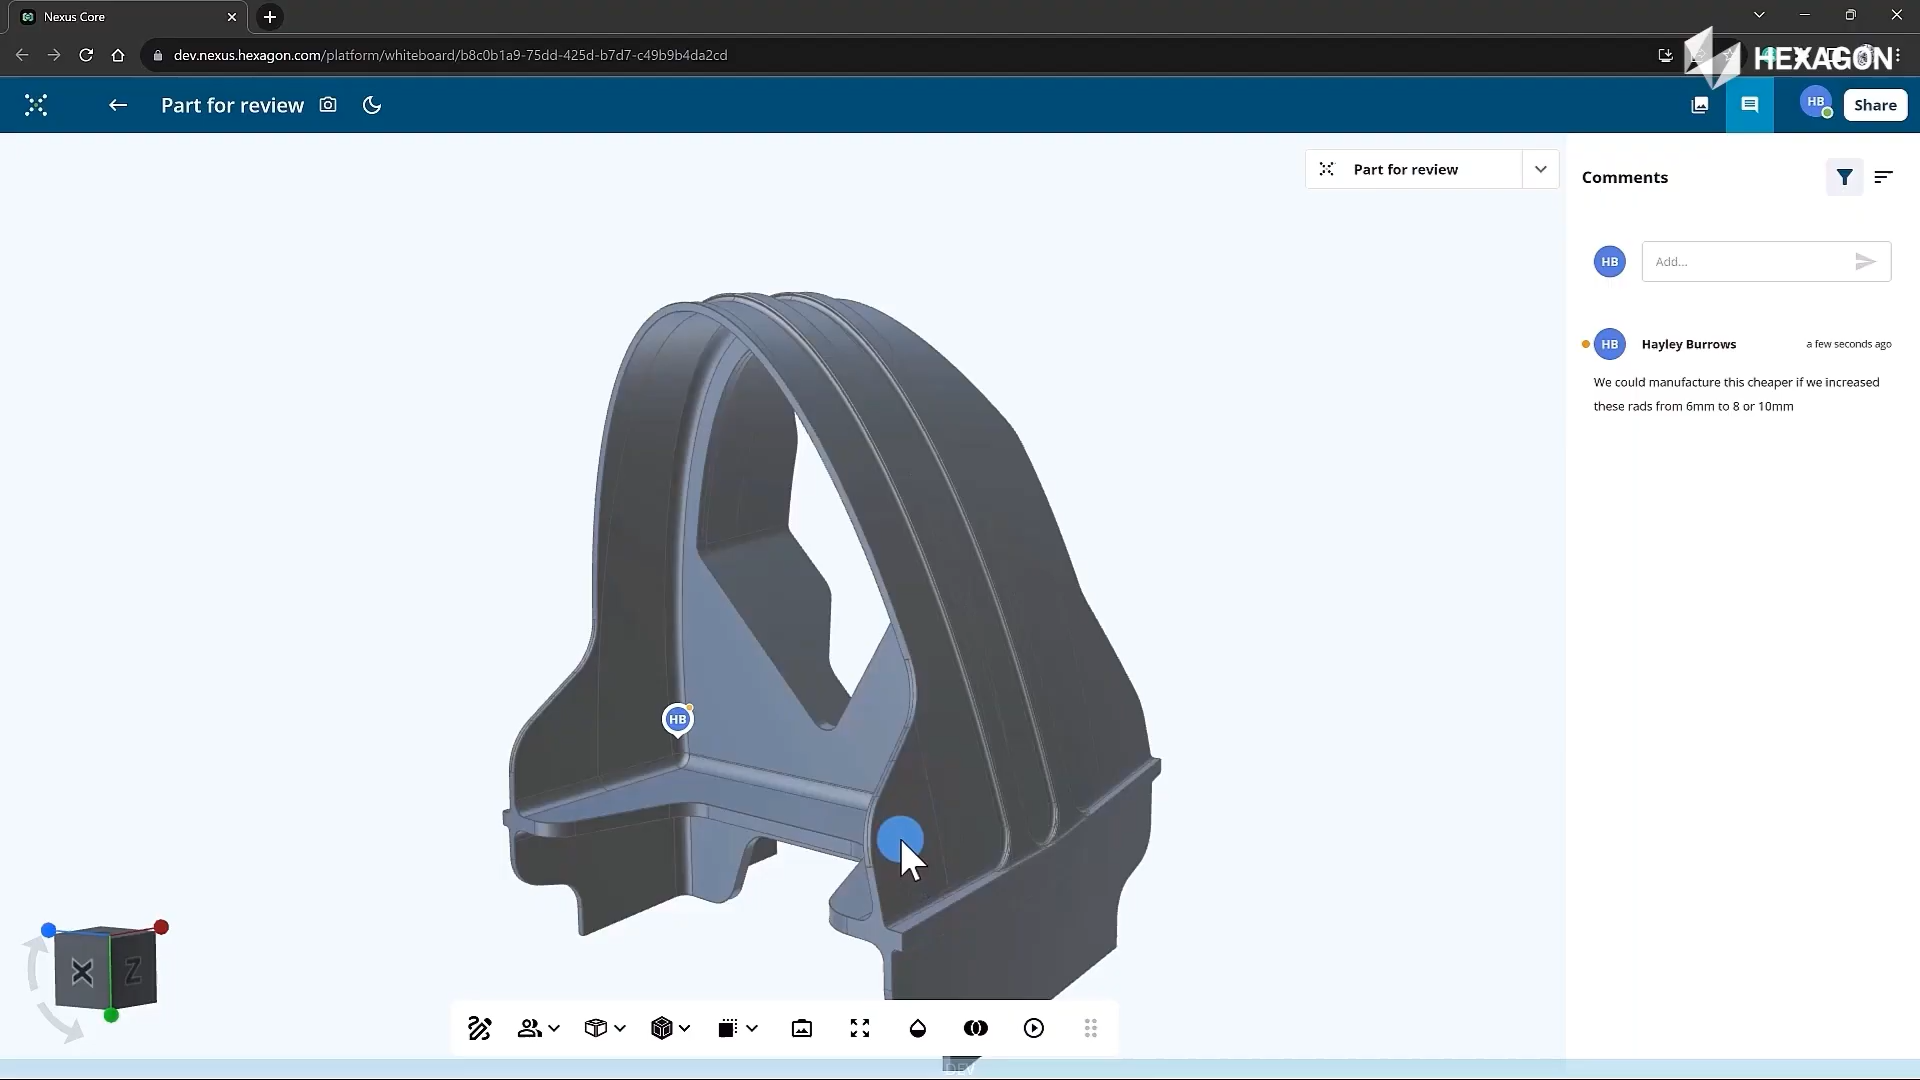 Nexus Core
dev.nexus.hexagon.com/platform/whiteboard/b8c0b1a9-75dd-425d-b7d7-c49b9b4da2cd
HEXAGON
Part for review
HB
Share
Part for review
Comments
HB
Add...
HB
Hayley Burrows
a few seconds ago
We could manufacture this cheaper if we increased
these rads from 6mm to 8 or 10mm
HB
X
Z
DEV